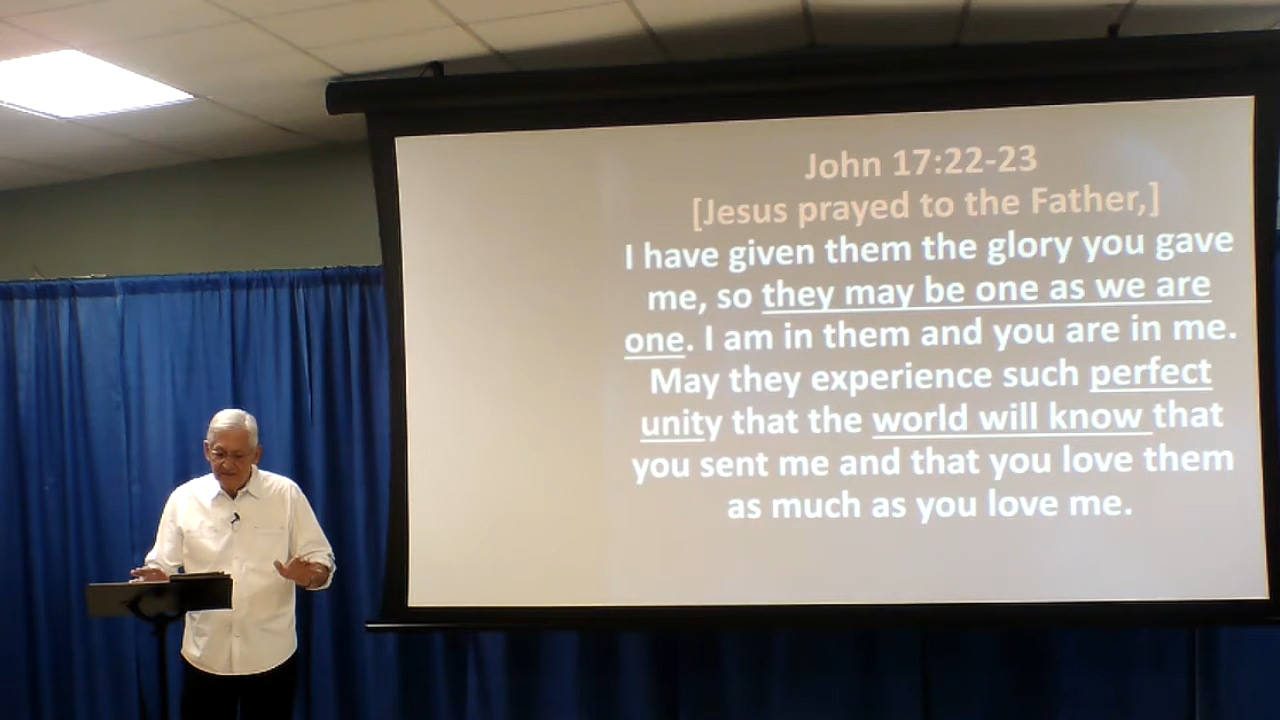 John 17:22-23
[Jesus prayed to the Father,]
I have given them the glory you gave
me, so they may be one as we are
one. I am in them and you are in me.
May they experience such perfect
unity that the world will know that
you sent me and that you love them
as much as you love me.